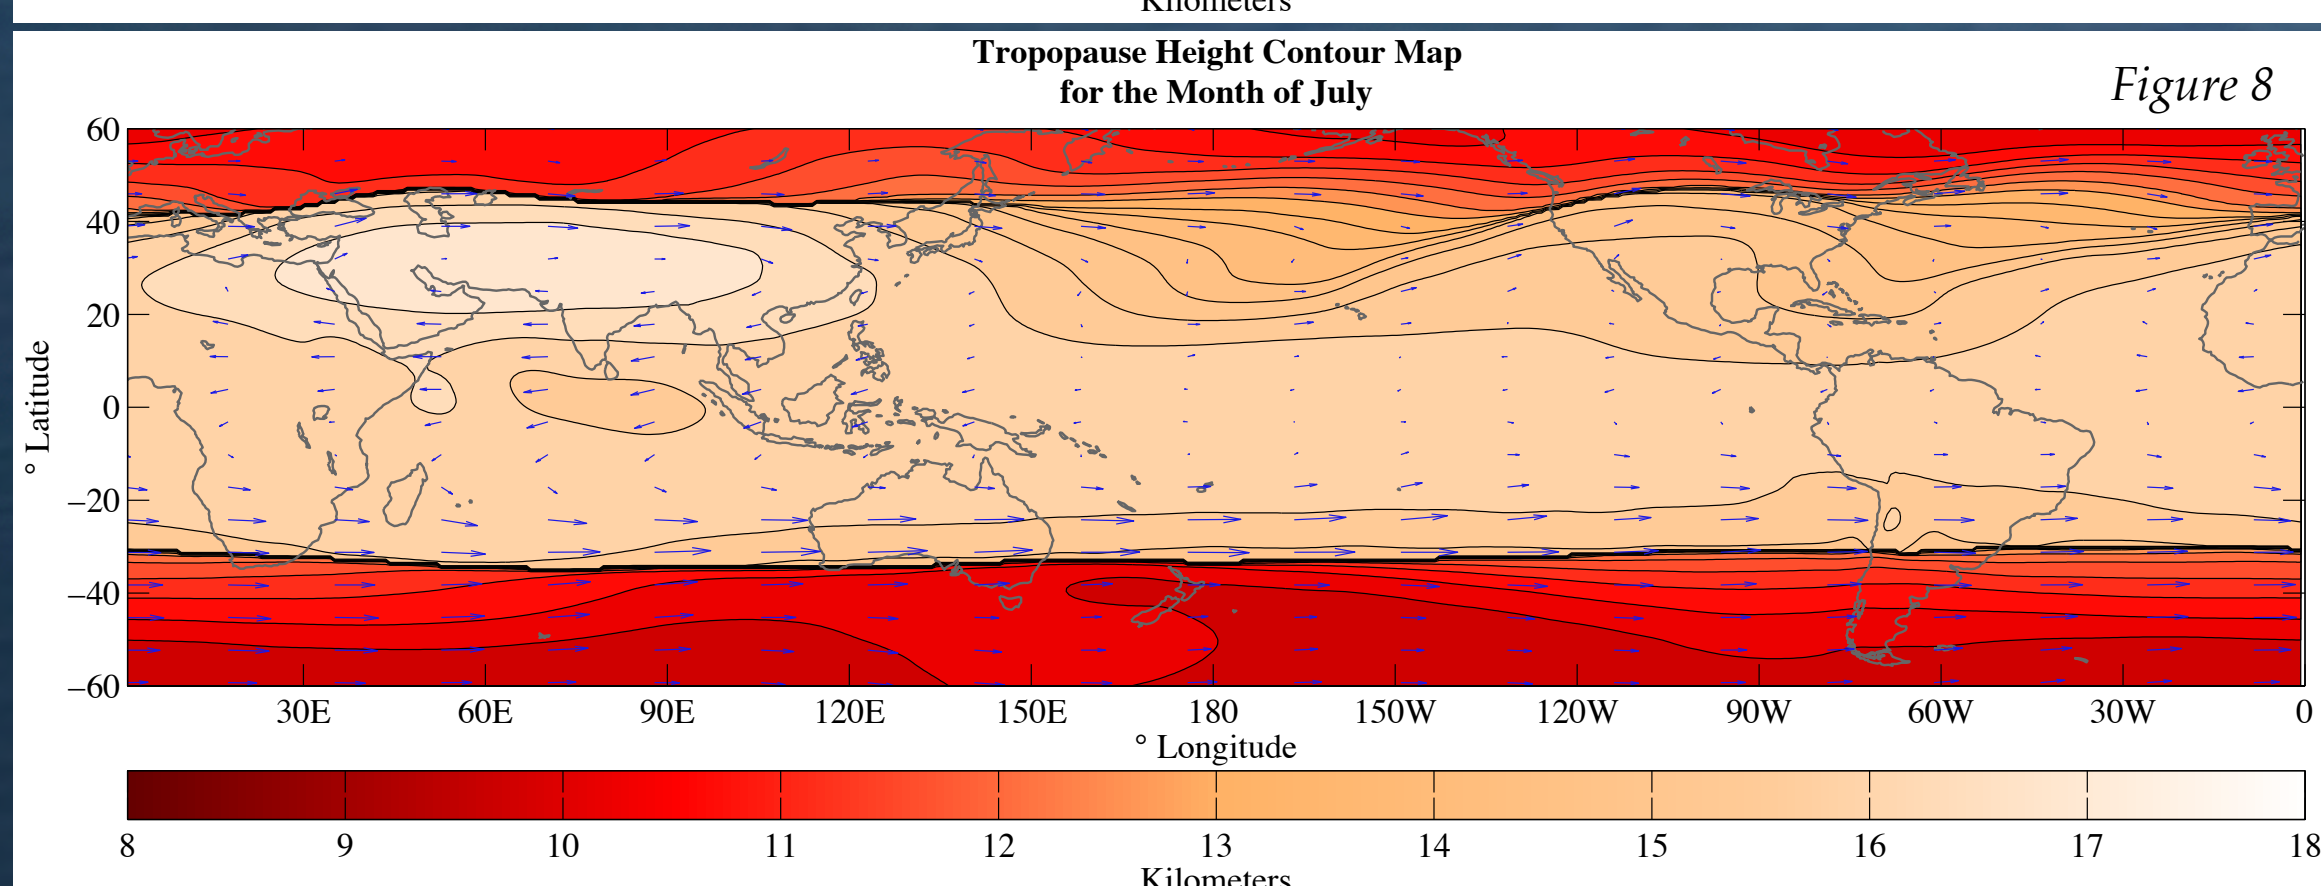 Kilometers
Tropopause Height Contour Map
for the Month of July
Figure 8
60
40
20
0
−20
−40
−60
° Latitude
30E 60E 90E 120E 150E 180 150W 120W 90W 60W 30W 0
° Longitude
8 9 10 11 12 13 14 15 16 17 18
Kilometers